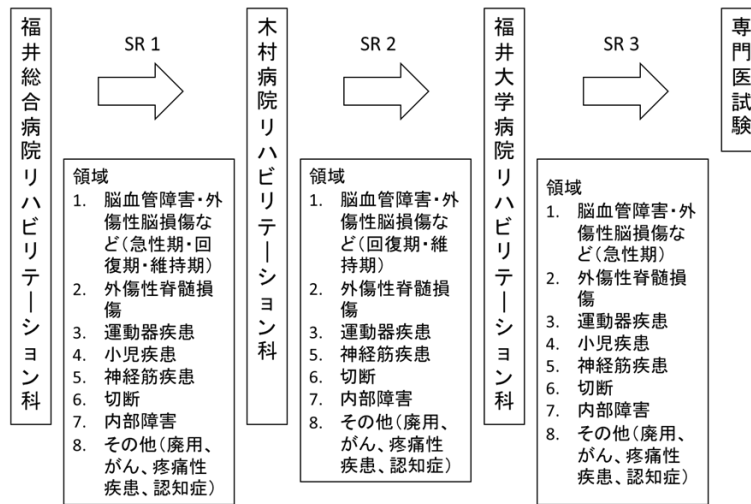 福井総合病院リハビリテーション科
SR 1
領域
1. 脳血管障害・外
傷性脳損傷な
ど（急性期・回
復期・維持期）
2. 外傷性脊髄損
傷
3. 運動器疾患
4. 小児疾患
5. 神経筋疾患
6. 切断
7. 内部障害
8. その他（廃用、
がん、疼痛性
疾患、認知症）
木村病院リハビリテーション科
SR 2
領域
1. 脳血管障害・外
傷性脳損傷な
ど（回復期・維
持期）
2. 外傷性脊髄損
傷
3. 運動器疾患
5. 神経筋疾患
6. 切断
7. 内部障害
8. その他（廃用、
がん、疼痛性
疾患、認知症）
福井大学病院リハビリテーション科
SR 3
領域
1. 脳血管障害・外
傷性脳損傷な
ど（急性期）
2. 外傷性脊髄損
傷
3. 運動器疾患
4. 小児疾患
5. 神経筋疾患
6. 切断
7. 内部障害
8. その他（廃用、
がん、疼痛性
疾患、認知症）
専門医試験